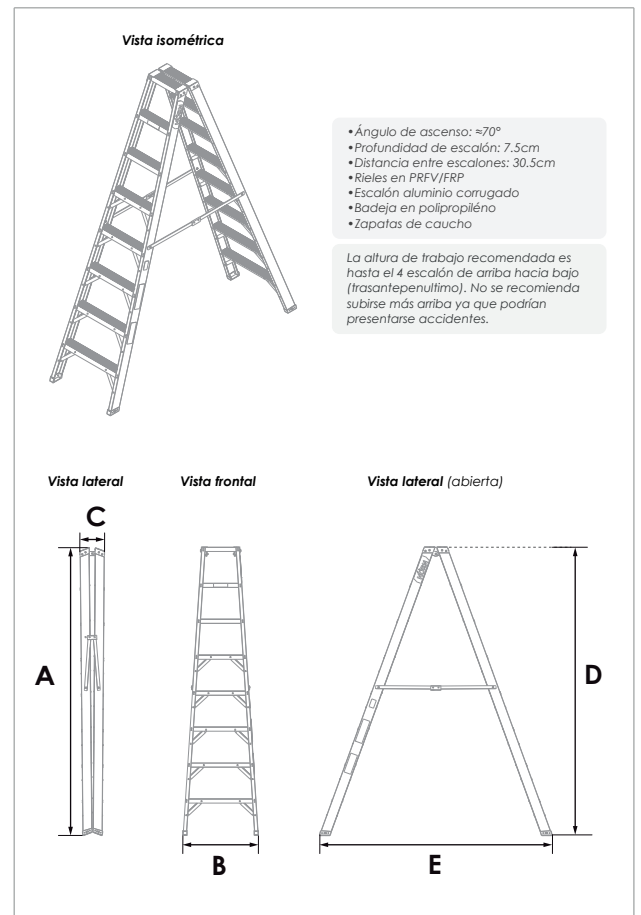 Vista isométrica
•Ángulo de ascenso: ≈70°
•Profundidad de escalón: 7.5cm
•Distancia entre escalones: 30.5cm
•Rieles en PRFV/FRP
•Escalón aluminio corrugado
•Badeja en polipropiléno
•Zapatas de caucho
La altura de trabajo recomendada es
hasta el 4 escalón de arriba hacia bajo
(trasantepenultimo). No se recomienda
subirse más arriba ya que podrían
presentarse accidentes.
Vista lateral
Vista frontal
Vista lateral (abierta)
C
A
D
B
E